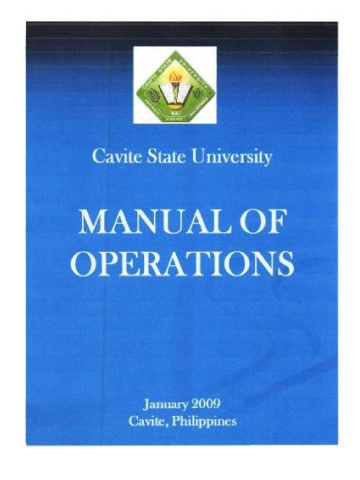 Cavite State University
MANUAL OF
OPERATIONS
January 2009
Cavite, Philippines